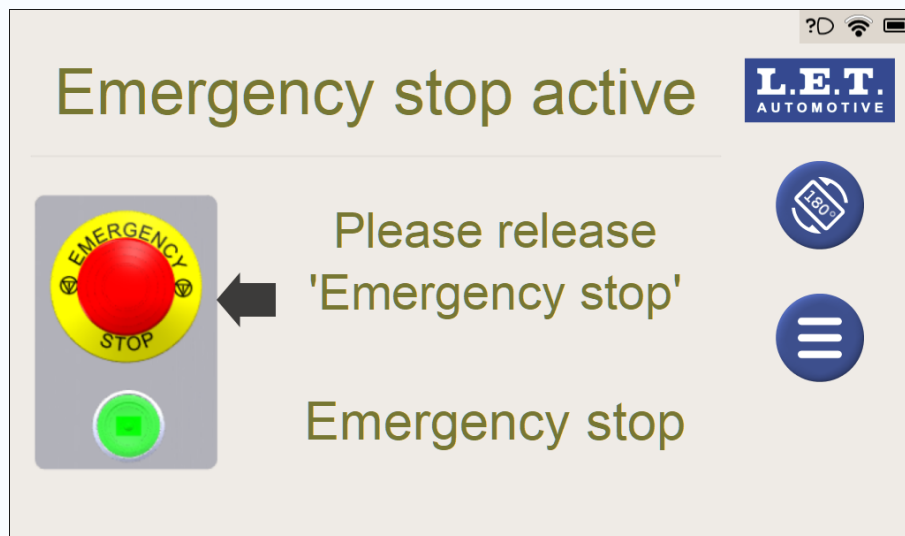 ?
Emergency stop active
L.E.T.
AUTOMOTIVE
EMERGENCY
STOP
Please release
'Emergency stop'
180°
Emergency stop